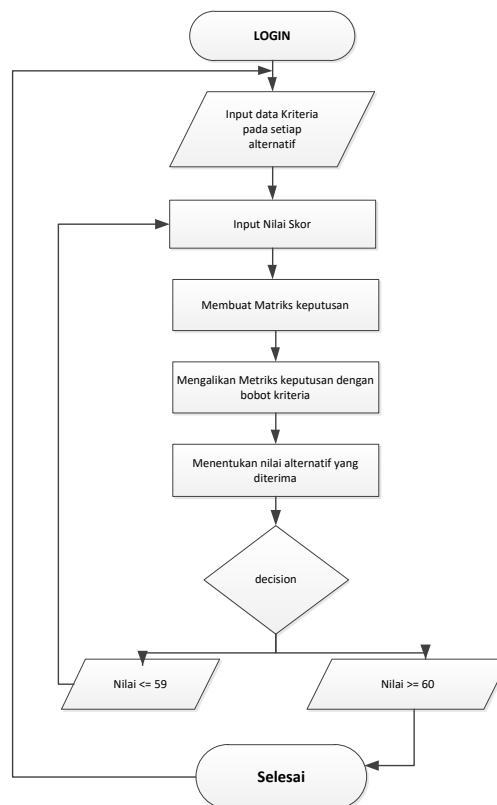 LOGIN
Input data Kriteria
pada setiap
alternatif
Input Nilai Skor
Membuat Matriks keputusan
Mengalikan Metriks keputusan dengan
bobot kriteria
Menentukan nilai alternatif yang
diterima
decision
Nilai <= 59
Nilai >= 60
Selesai